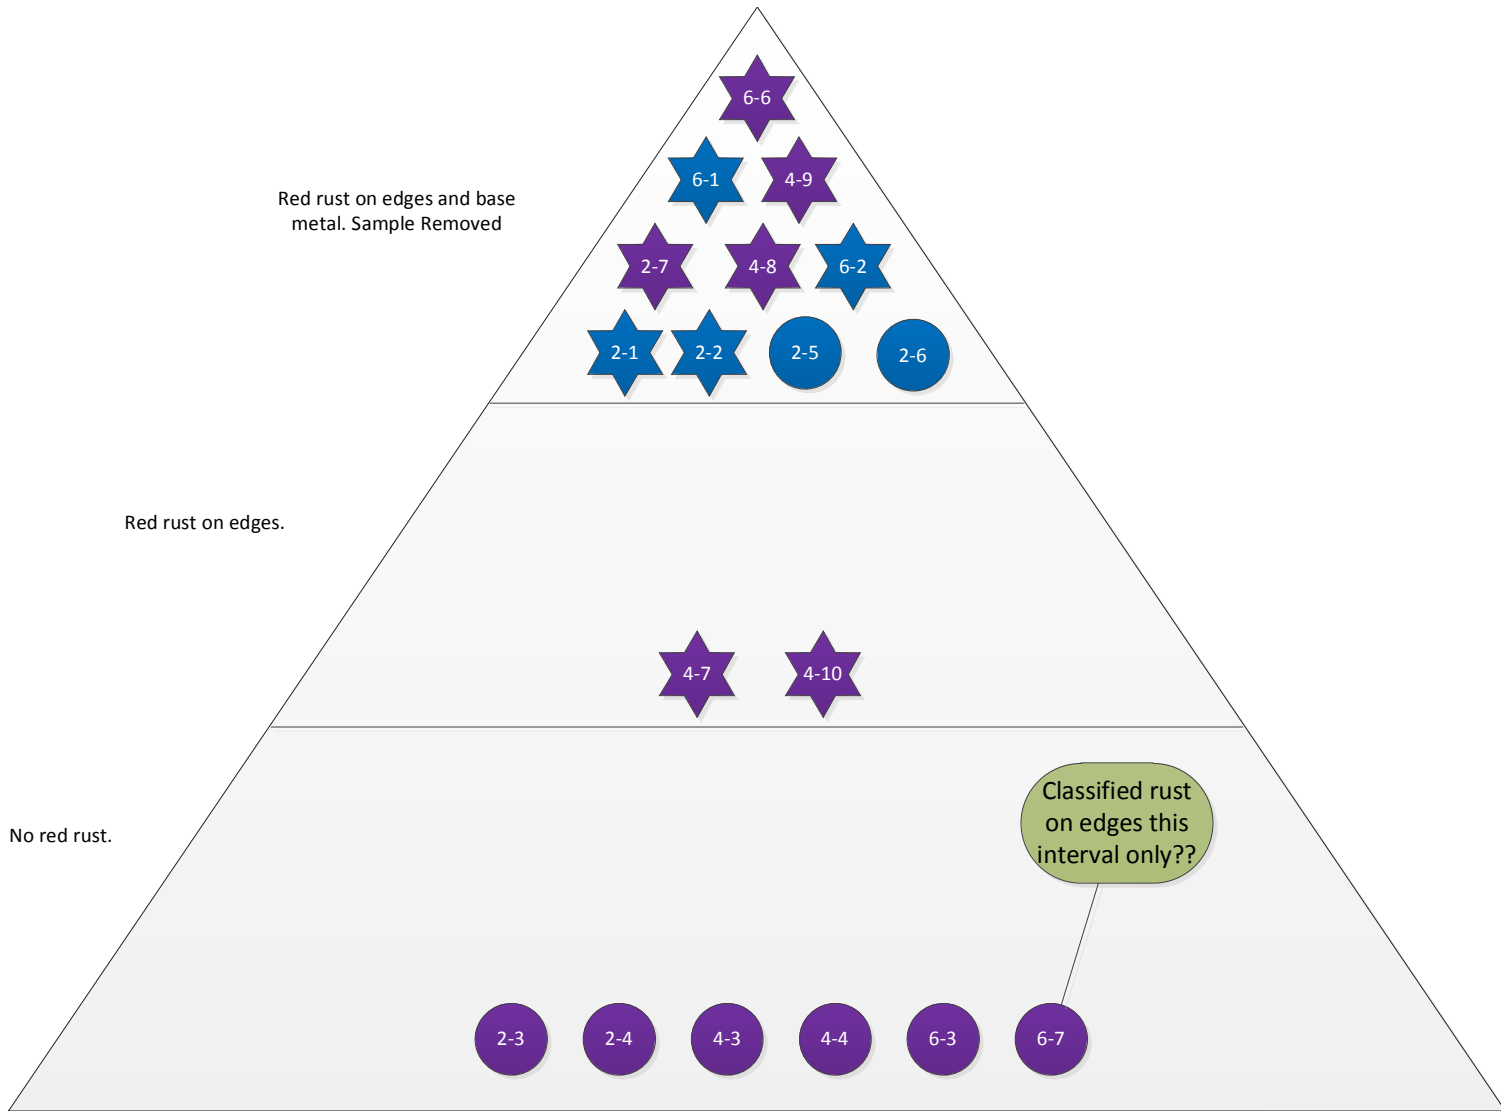 6-6
6-1 4-9
Red rust on edges and base
metal. Sample Removed
2-7 4-8 6-2
2-1 2-2 2-5 2-6
Red rust on edges.
4-7 4-10
Classified rust
on edges this
interval only??
No red rust.
2-3 2-4 4-3 4-4 6-3 6-7